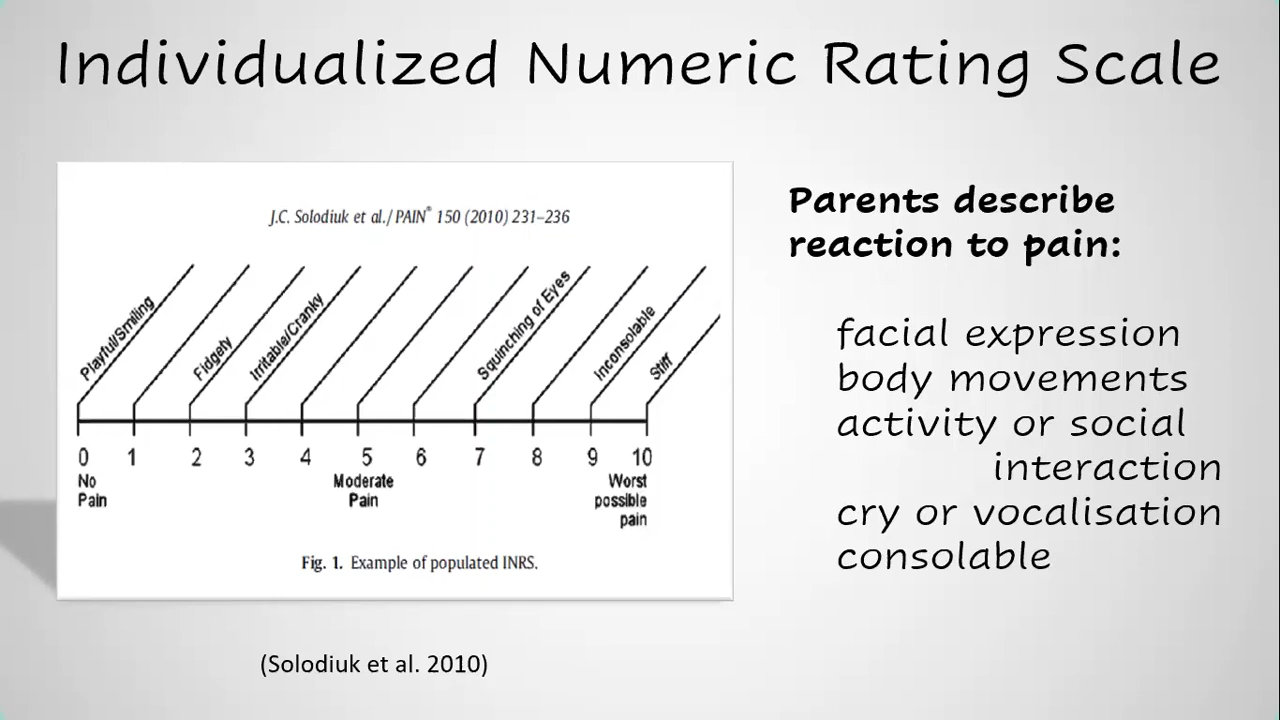 Individualized Numeric Rating Scale
J.C. Solodiuk et al. / PAIN® 150 (2010) 231–236
Playful/Smiling
Fidgety
Irritable/Cranky
Squinching of Eyes
Inconsolable
Stiff
0 1 2 3 4 5 6 7 8 9 10
No Moderate Worst
Pain Pain possible
pain
Fig. 1. Example of populated INRS.
(Solodiuk et al. 2010)
Parents describe
reaction to pain:
facial expression
body movements
activity or social
interaction
cry or vocalisation
consolable